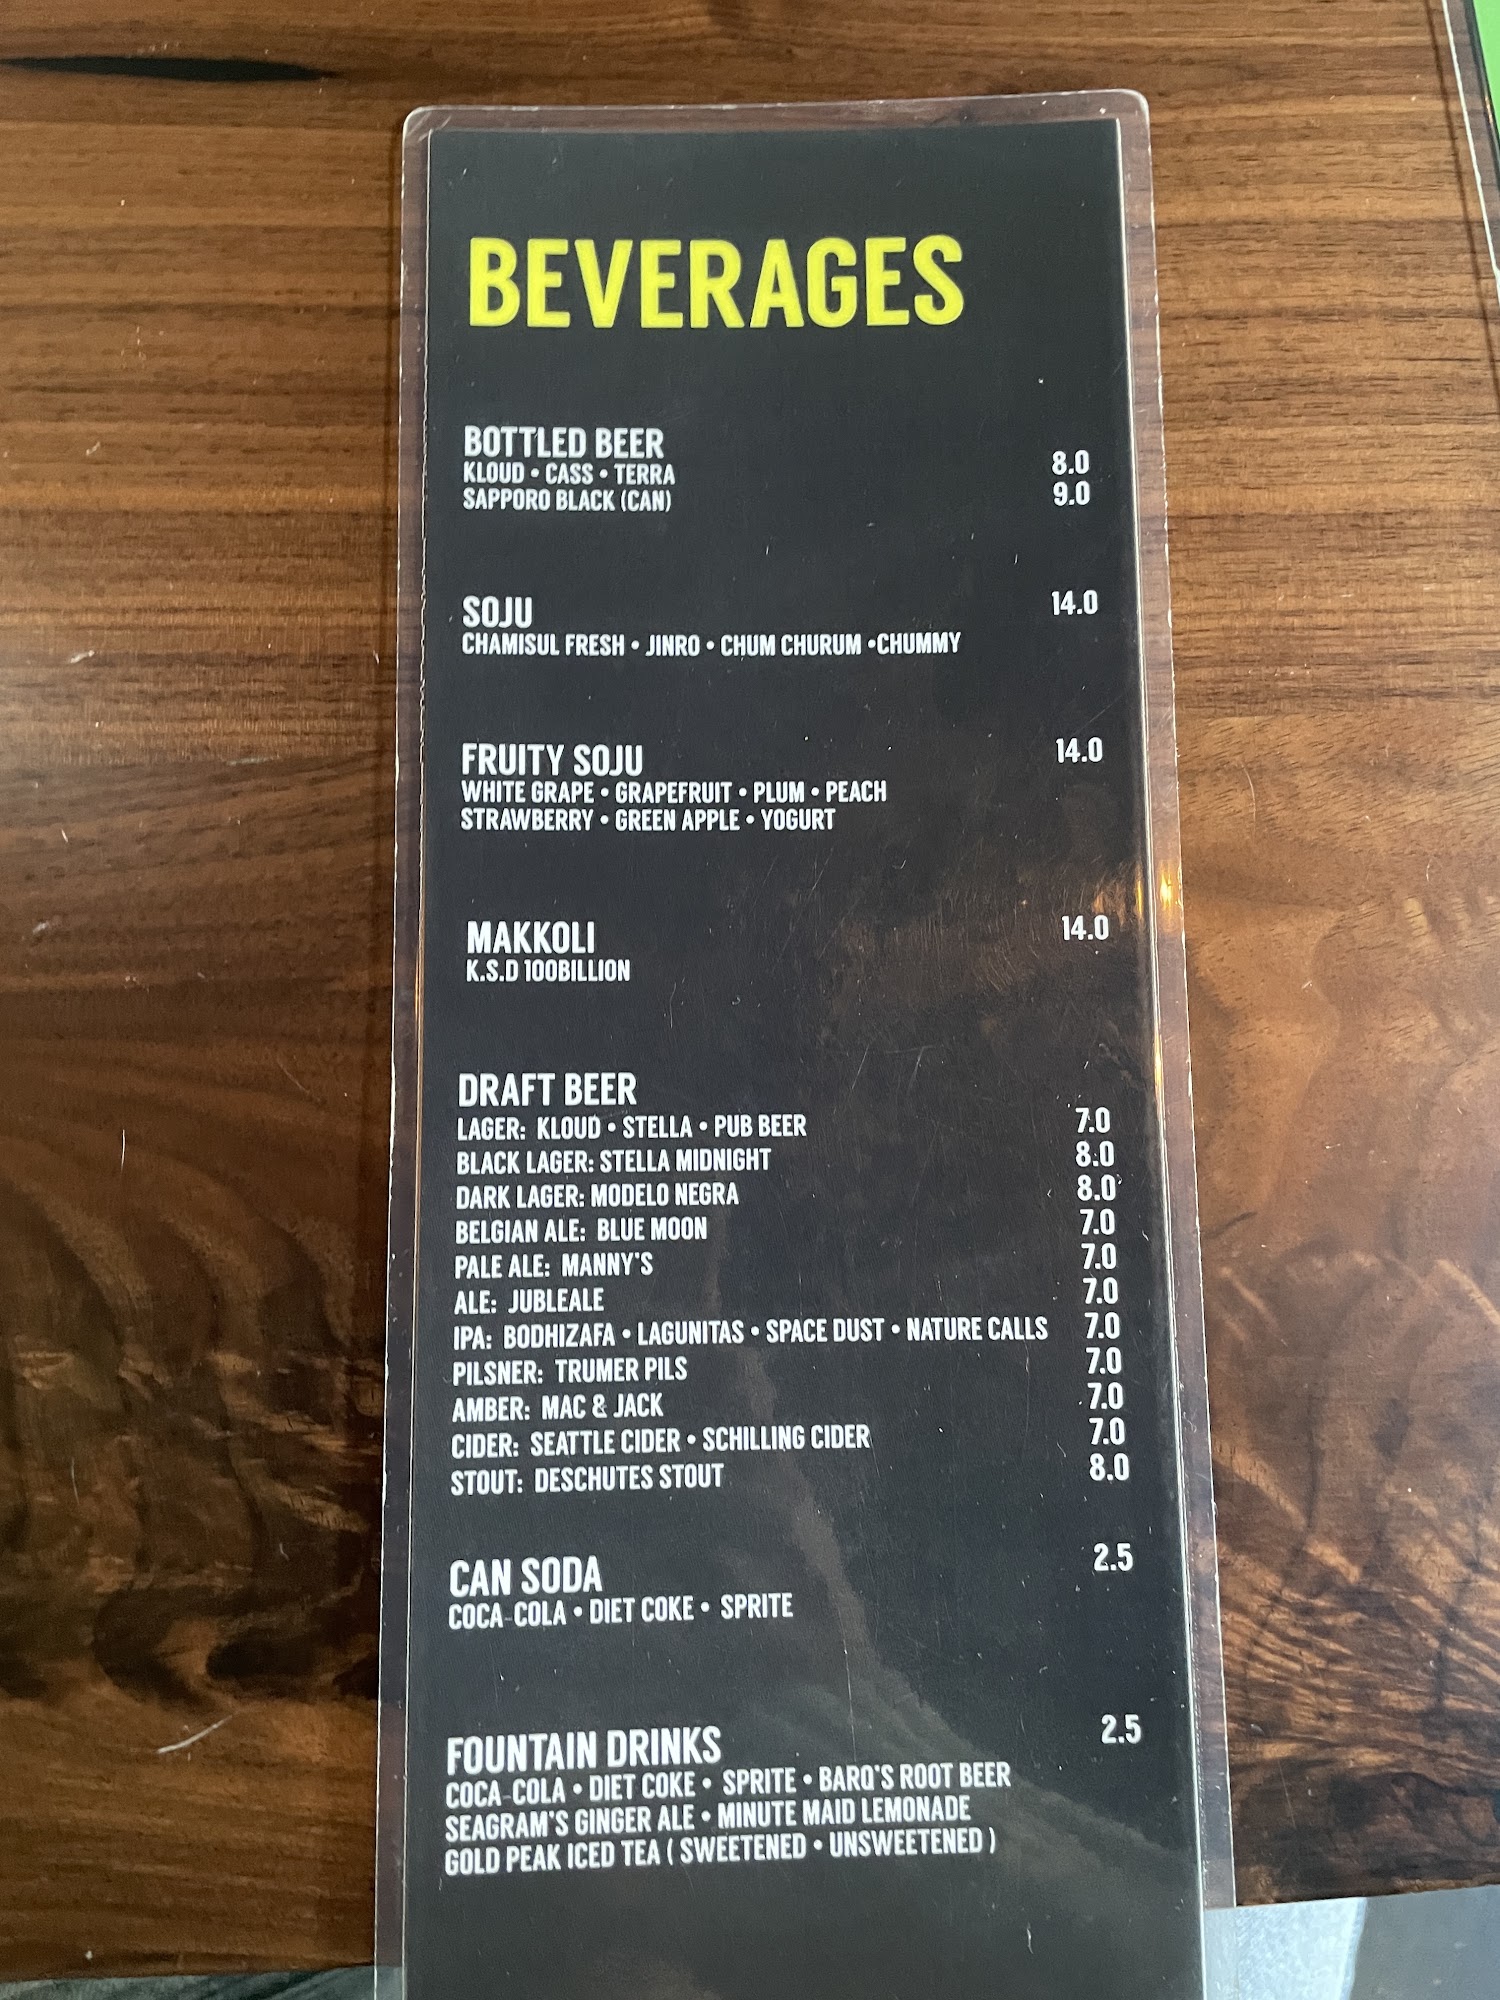 BEVERAGES
BOTTLED BEER
KLOUD • CASS • TERRA 8.0
SAPPORO BLACK (CAN) 9.0
SOJU 14.0
CHAMISUL FRESH • JINRO • CHUM CHURUM •CHUMMY
FRUITY SOJU 14.0
WHITE GRAPE • GRAPEFRUIT • PLUM • PEACH
STRAWBERRY • GREEN APPLE • YOGURT
MAKKOLI 14.0
K.S.D 100BILLION
DRAFT BEER
LAGER: KLOUD • STELLA • PUB BEER 7.0
BLACK LAGER: STELLA MIDNIGHT 8.0
DARK LAGER: MODELO NEGRA 8.0
BELGIAN ALE: BLUE MOON 7.0
PALE ALE: MANNY'S 7.0
ALE: JUBLEALE 7.0
IPA: BODHIZAFA • LAGUNITAS • SPACE DUST • NATURE CALLS 7.0
PILSNER: TRUMER PILS 7.0
AMBER: MAC & JACK 7.0
CIDER: SEATTLE CIDER • SCHILLING CIDER 7.0
STOUT: DESCHUTES STOUT 8.0
CAN SODA 2.5
COCA-COLA • DIET COKE • SPRITE
FOUNTAIN DRINKS 2.5
COCA-COLA • DIET COKE • SPRITE • BARQ'S ROOT BEER
SEAGRAM'S GINGER ALE • MINUTE MAID LEMONADE
GOLD PEAK ICED TEA ( SWEETENED • UNSWEETENED )